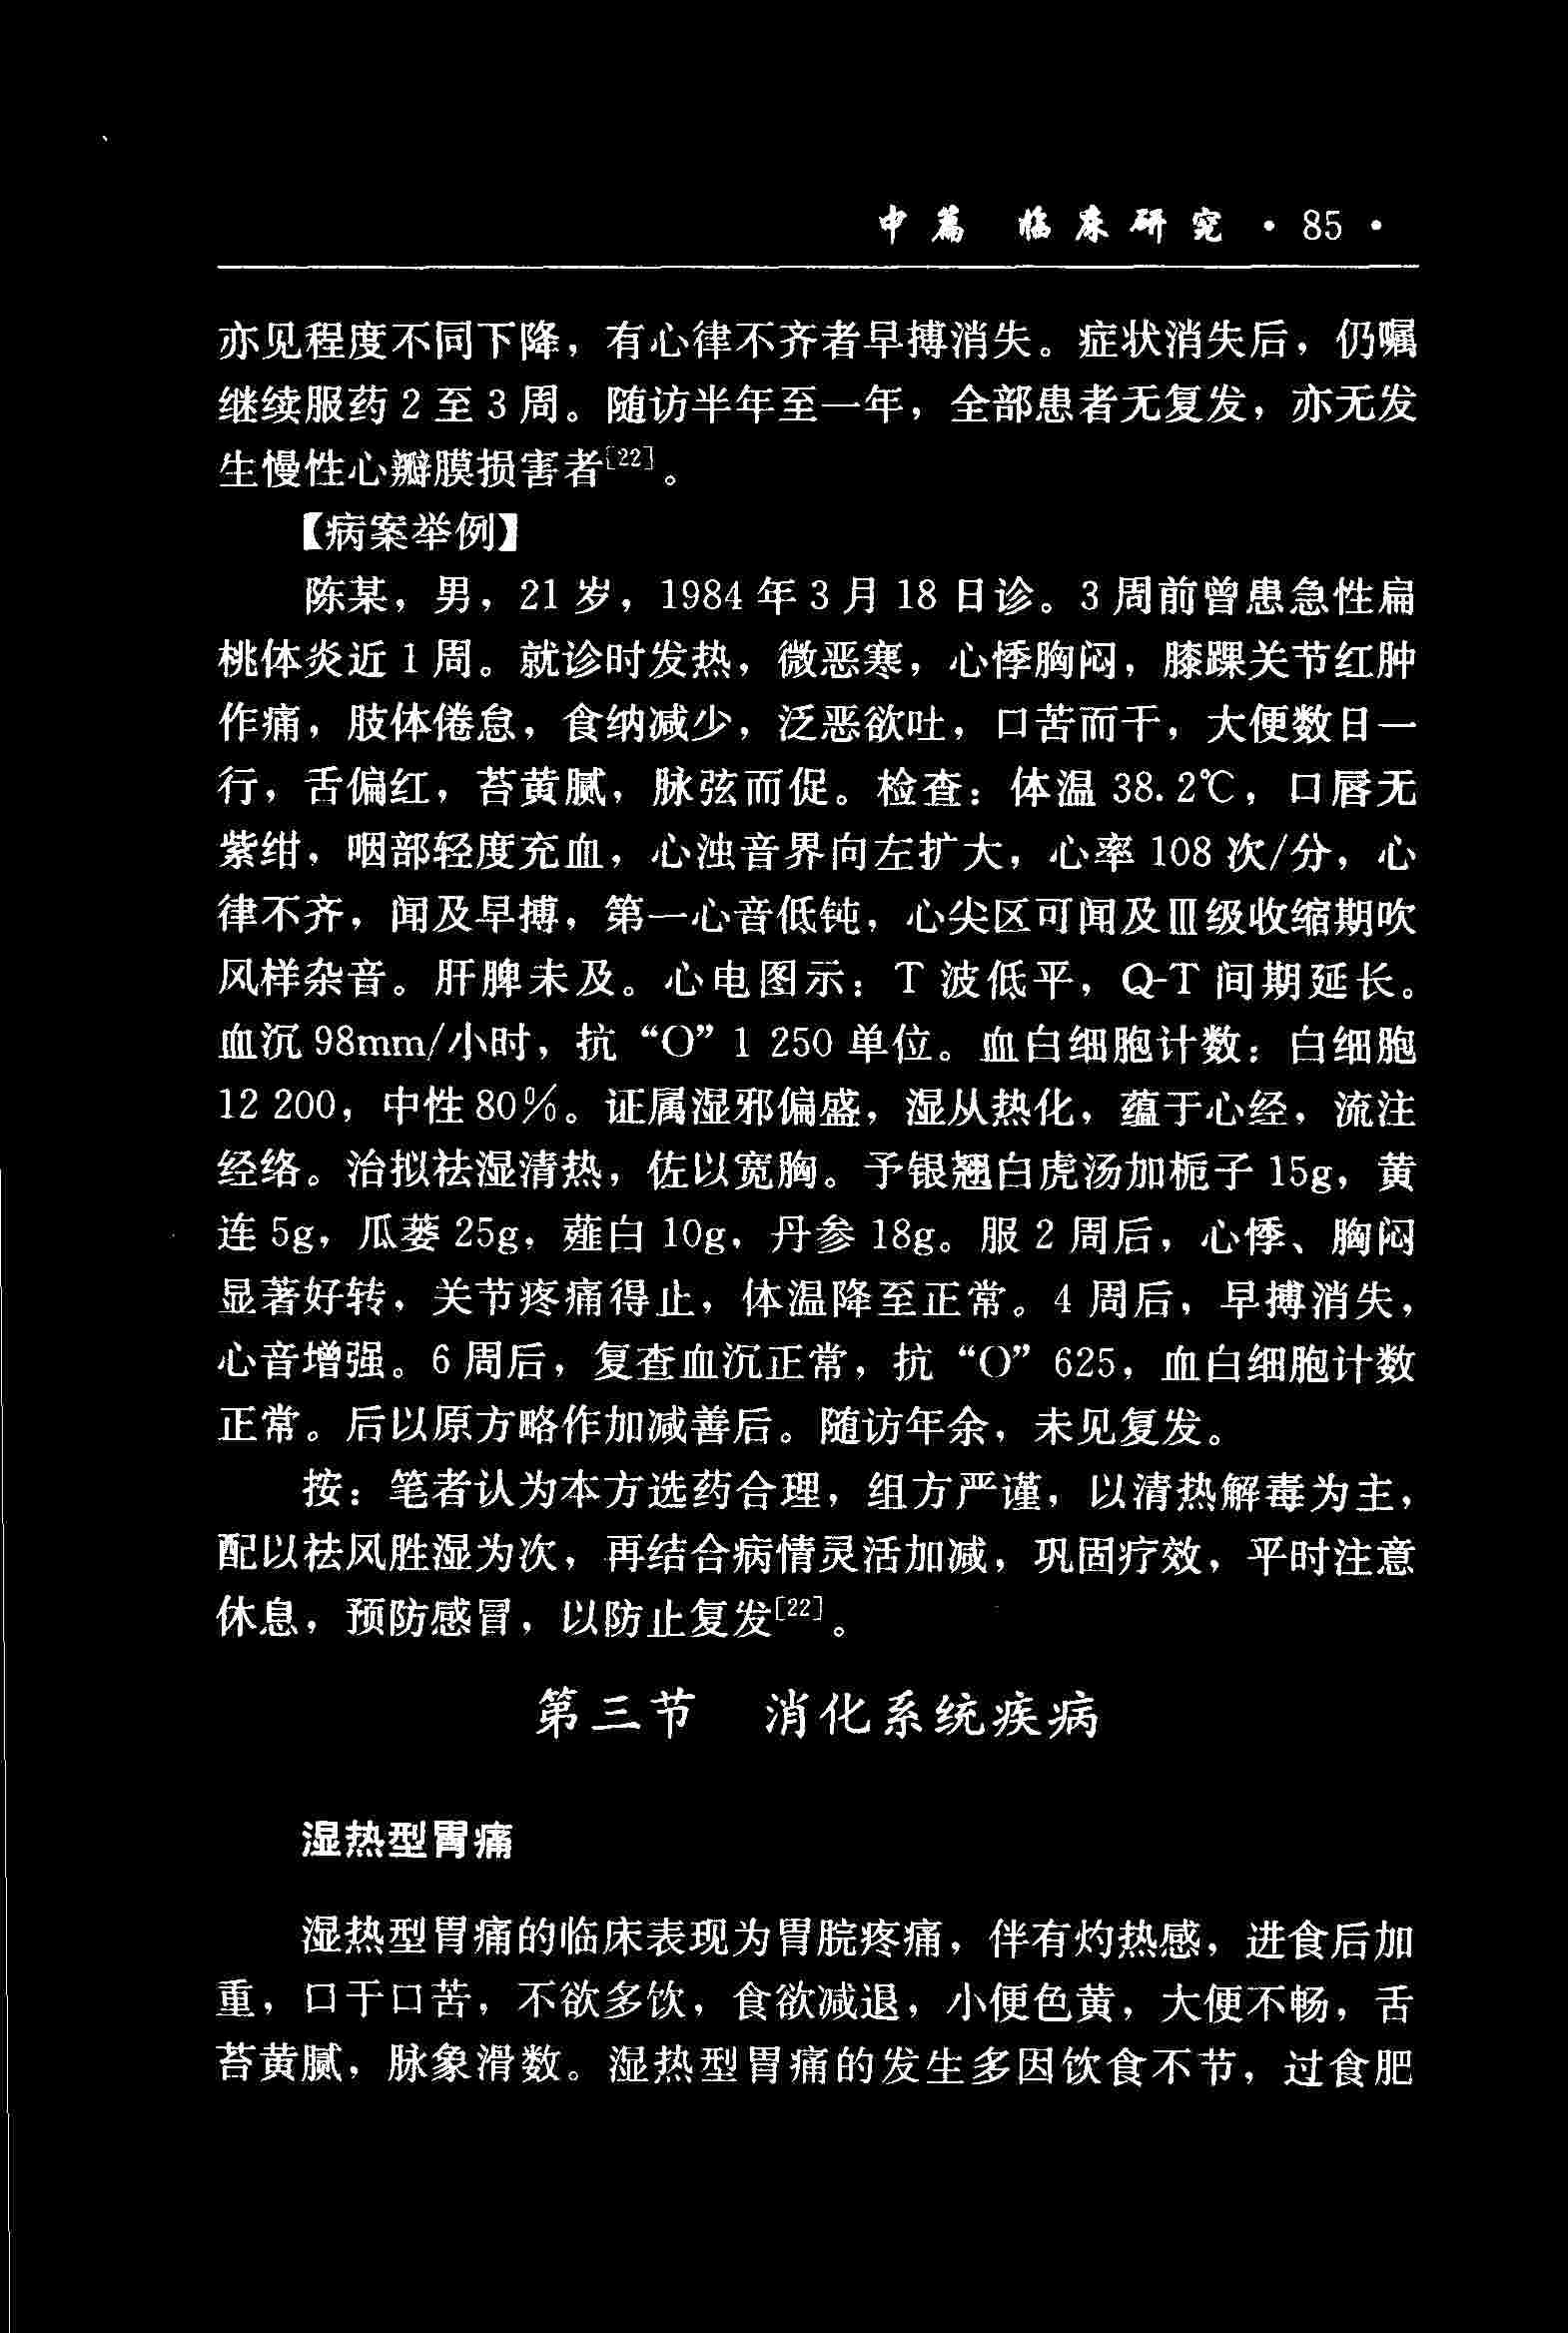 中篇 临床研究 · 85 ·
亦见程度不同下降，有心律不齐者早搏消失。症状消失后，仍嘱
继续服药 2 至 3 周。随访半年至一年，全部患者无复发，亦无发
生慢性心瓣膜损害者[22]。
【病案举例】
陈某，男，21 岁，1984 年 3 月 18 日诊。3 周前曾患急性扁
桃体炎近 1 周。就诊时发热，微恶寒，心悸胸闷，膝踝关节红肿
作痛，肢体倦怠，食纳减少，泛恶欲吐，口苦而干，大便数日一
行，舌偏红，苔黄腻，脉弦而促。检查：体温 38.2℃，口唇无
紫绀，咽部轻度充血，心浊音界向左扩大，心率 108 次/分，心
律不齐，闻及早搏，第一心音低钝，心尖区可闻及Ⅲ级收缩期吹
风样杂音。肝脾未及。心电图示：T 波低平，Q-T 间期延长。
血沉 98mm/小时，抗“O”1 250 单位。血白细胞计数：白细胞
12 200，中性 80%。证属湿邪偏盛，湿从热化，蕴于心经，流注
经络。治拟祛湿清热，佐以宽胸。予银翘白虎汤加栀子 15g，黄
连 5g，瓜蒌 25g，薤白 10g，丹参 18g。服 2 周后，心悸、胸闷
显著好转，关节疼痛得止，体温降至正常。4 周后，早搏消失，
心音增强。6 周后，复查血沉正常，抗“O”625，血白细胞计数
正常。后以原方略作加减善后。随访年余，未见复发。
按：笔者认为本方选药合理，组方严谨，以清热解毒为主，
配以祛风胜湿为次，再结合病情灵活加减，巩固疗效，平时注意
休息，预防感冒，以防止复发[22]。
第三节 消化系统疾病
湿热型胃痛
湿热型胃痛的临床表现为胃脘疼痛，伴有灼热感，进食后加
重，口干口苦，不欲多饮，食欲减退，小便色黄，大便不畅，舌
苔黄腻，脉象滑数。湿热型胃痛的发生多因饮食不节，过食肥